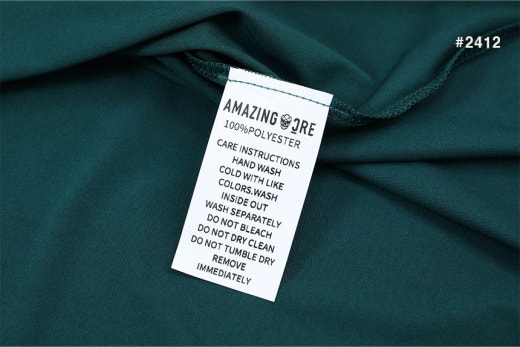 #2412
AMAZING ORE
100%POLYESTER
CARE INSTRUCTIONS
HAND WASH
COLD WITH LIKE
COLORS.WASH
INSIDE OUT
WASH SEPARATELY
DO NOT BLEACH
DO NOT DRY CLEAN
DO NOT TUMBLE DRY
REMOVE
IMMEDIATELY